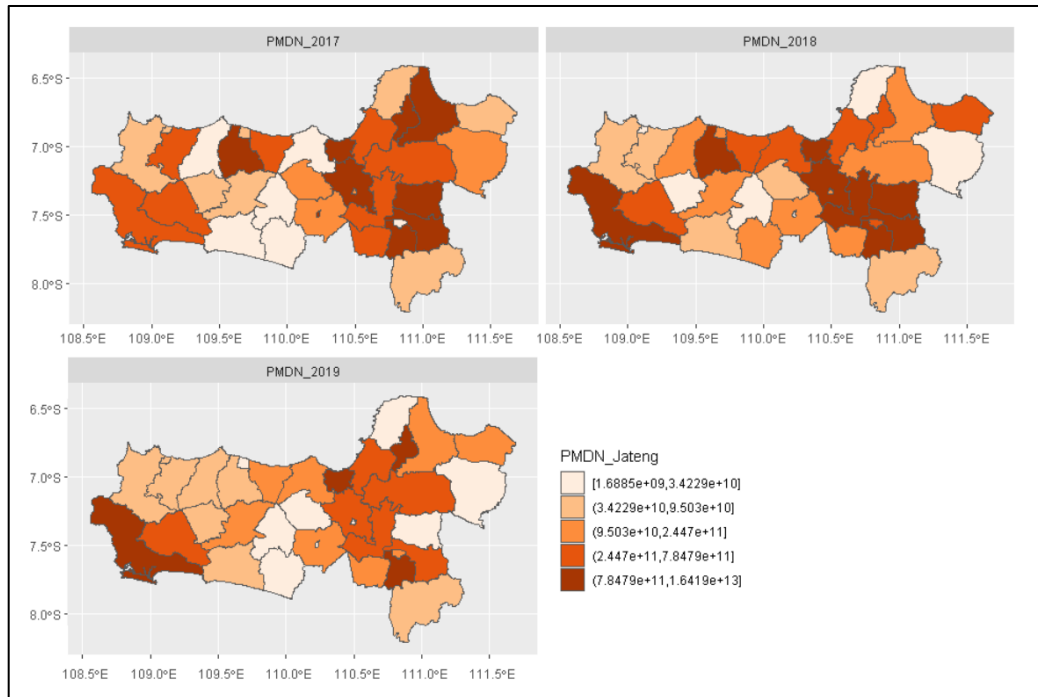 PMDN_2017
PMDN_2018
6.5°S
7.0°S
7.5°S
8.0°S
108.5°E 109.0°E 109.5°E 110.0°E 110.5°E 111.0°E 111.5°E
108.5°E 109.0°E 109.5°E 110.0°E 110.5°E 111.0°E 111.5°E
PMDN_2019
6.5°S
7.0°S
7.5°S
8.0°S
108.5°E 109.0°E 109.5°E 110.0°E 110.5°E 111.0°E 111.5°E
PMDN_Jateng
[1.6885e+09,3.4229e+10]
(3.4229e+10,9.503e+10]
(9.503e+10,2.447e+11]
(2.447e+11,7.8479e+11]
(7.8479e+11,1.6419e+13]